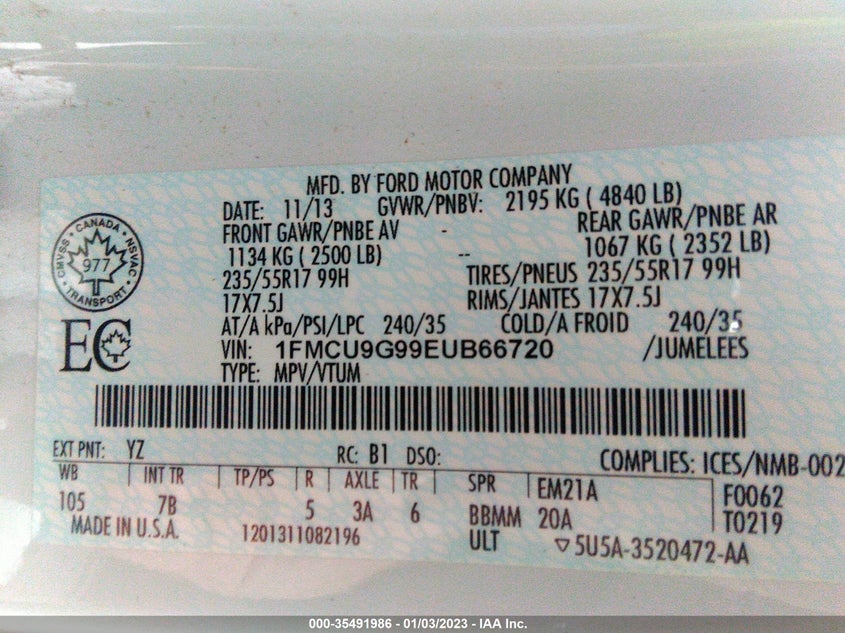 MFD. BY FORD MOTOR COMPANY
DATE: 11/13 GVWR/PNBV: 2195 KG ( 4840 LB)
FRONT GAWR/PNBE AV - REAR GAWR/PNBE AR
1134 KG ( 2500 LB) -- 1067 KG ( 2352 LB)
235/55R17 99H TIRES/PNEUS 235/55R17 99H
17X7.5J RIMS/JANTES 17X7.5J
AT/A kPa/PSI/LPC 240/35 COLD/A FROID 240/35
VIN: 1FMCU9G99EUB66720 /JUMELEES
TYPE: MPV/VTUM
CMVSS • CANADA • NSVAC
977
• TRANSPORT •
EC
EXT PNT: YZ RC: B1 DSO: COMPLIES: ICES/NMB-002
WB INT TR TP/PS R AXLE TR SPR EM21A F0062
105 7B 5 3A 6 BBMM 20A T0219
MADE IN U.S.A. 1201311082196 ULT ▽5U5A-3520472-AA
000-35491986 - 01/03/2023 - IAA Inc.